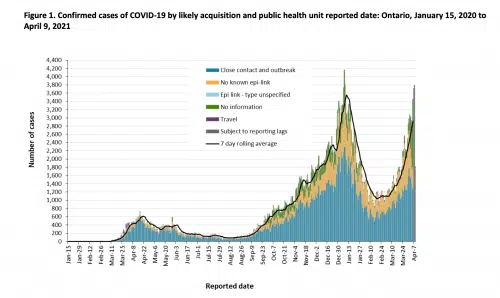 Figure 1. Confirmed cases of COVID-19 by likely acquisition and public health unit reported date: Ontario, January 15, 2020 to
April 9, 2021
4,400
4,200
4,000
3,800
3,600
3,400
3,200
3,000
2,800
2,600
2,400
2,200
2,000
1,800
1,600
1,400
1,200
1,000
800
600
400
200
0
Number of cases
Close contact and outbreak
No known epi-link
Epi link - type unspecified
No information
Travel
Subject to reporting lags
7 day rolling average
Jan-15
Jan-29
Feb-12
Feb-26
Mar-11
Mar-25
Apr-8
Apr-22
May-6
May-20
Jun-3
Jun-17
Jul-1
Jul-15
Jul-29
Aug-12
Aug-26
Sep-9
Sep-23
Oct-7
Oct-21
Nov-4
Nov-18
Dec-2
Dec-16
Dec-30
Jan-13
Jan-27
Feb-10
Feb-24
Mar-10
Mar-24
Apr-7
Reported date